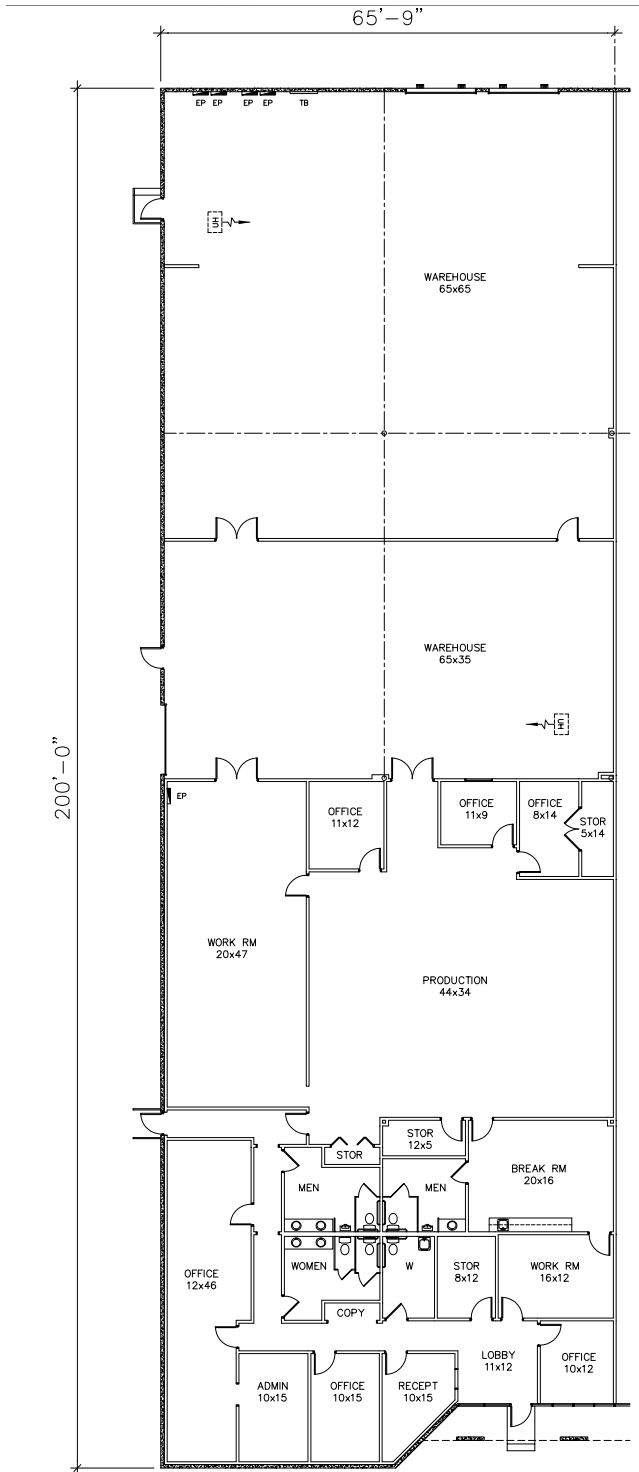 65'-9"
EP EP EP EP TB
UH
WAREHOUSE
65x65
WAREHOUSE
65x35
UH
200'-0"
EP
OFFICE
11x12
OFFICE
11x9
OFFICE
8x14
STOR
5x14
WORK RM
20x47
PRODUCTION
44x34
STOR
12x5
STOR
BREAK RM
20x16
MEN
MEN
OFFICE
12x46
WOMEN
W
STOR
8x12
WORK RM
16x12
COPY
LOBBY
11x12
OFFICE
10x12
ADMIN
10x15
OFFICE
10x15
RECEPT
10x15